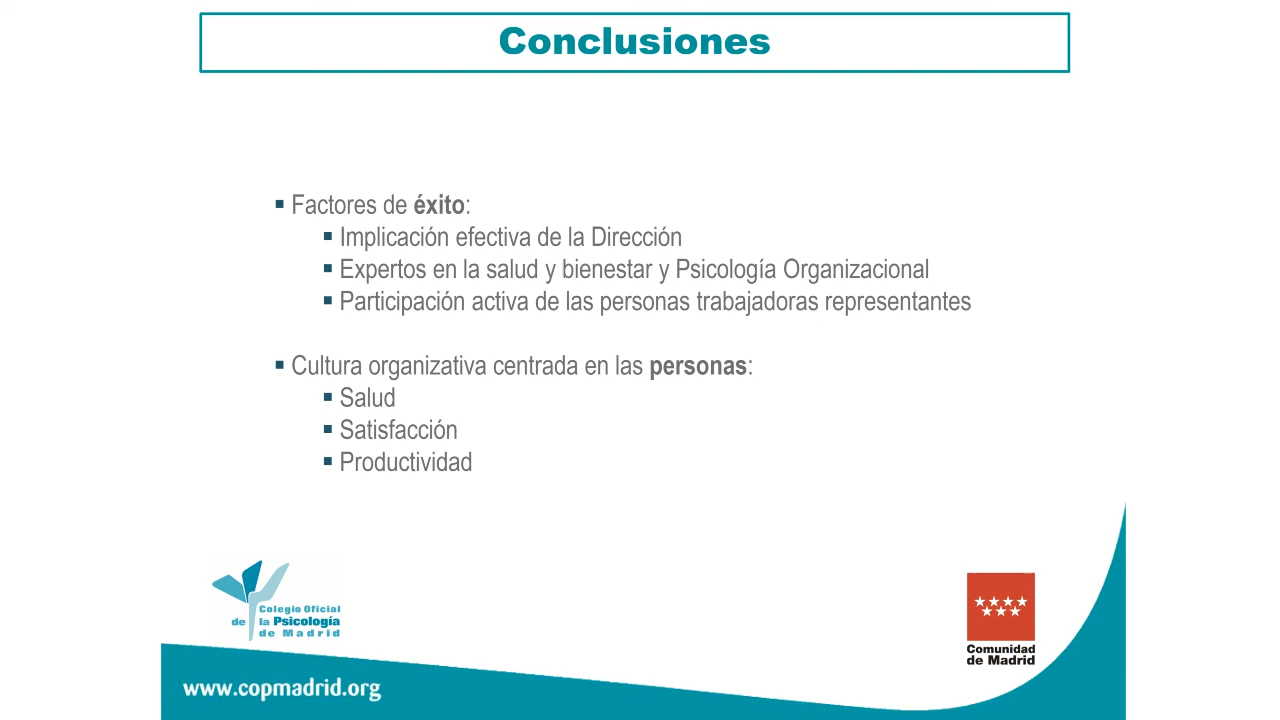 Conclusiones
▪ Factores de éxito:
▪ Implicación efectiva de la Dirección
▪ Expertos en la salud y bienestar y Psicología Organizacional
▪ Participación activa de las personas trabajadoras representantes
▪ Cultura organizativa centrada en las personas:
▪ Salud
▪ Satisfacción
▪ Productividad
Colegio Oficial
de la Psicología
de Madrid
Comunidad
de Madrid
www.copmadrid.org